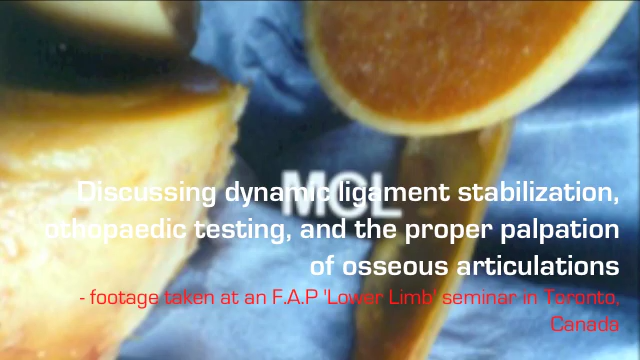 MCL
Discussing dynamic ligament stabilization,
othopaedic testing, and the proper palpation
of osseous articulations
- footage taken at an F.A.P 'Lower Limb' seminar in Toronto,
Canada